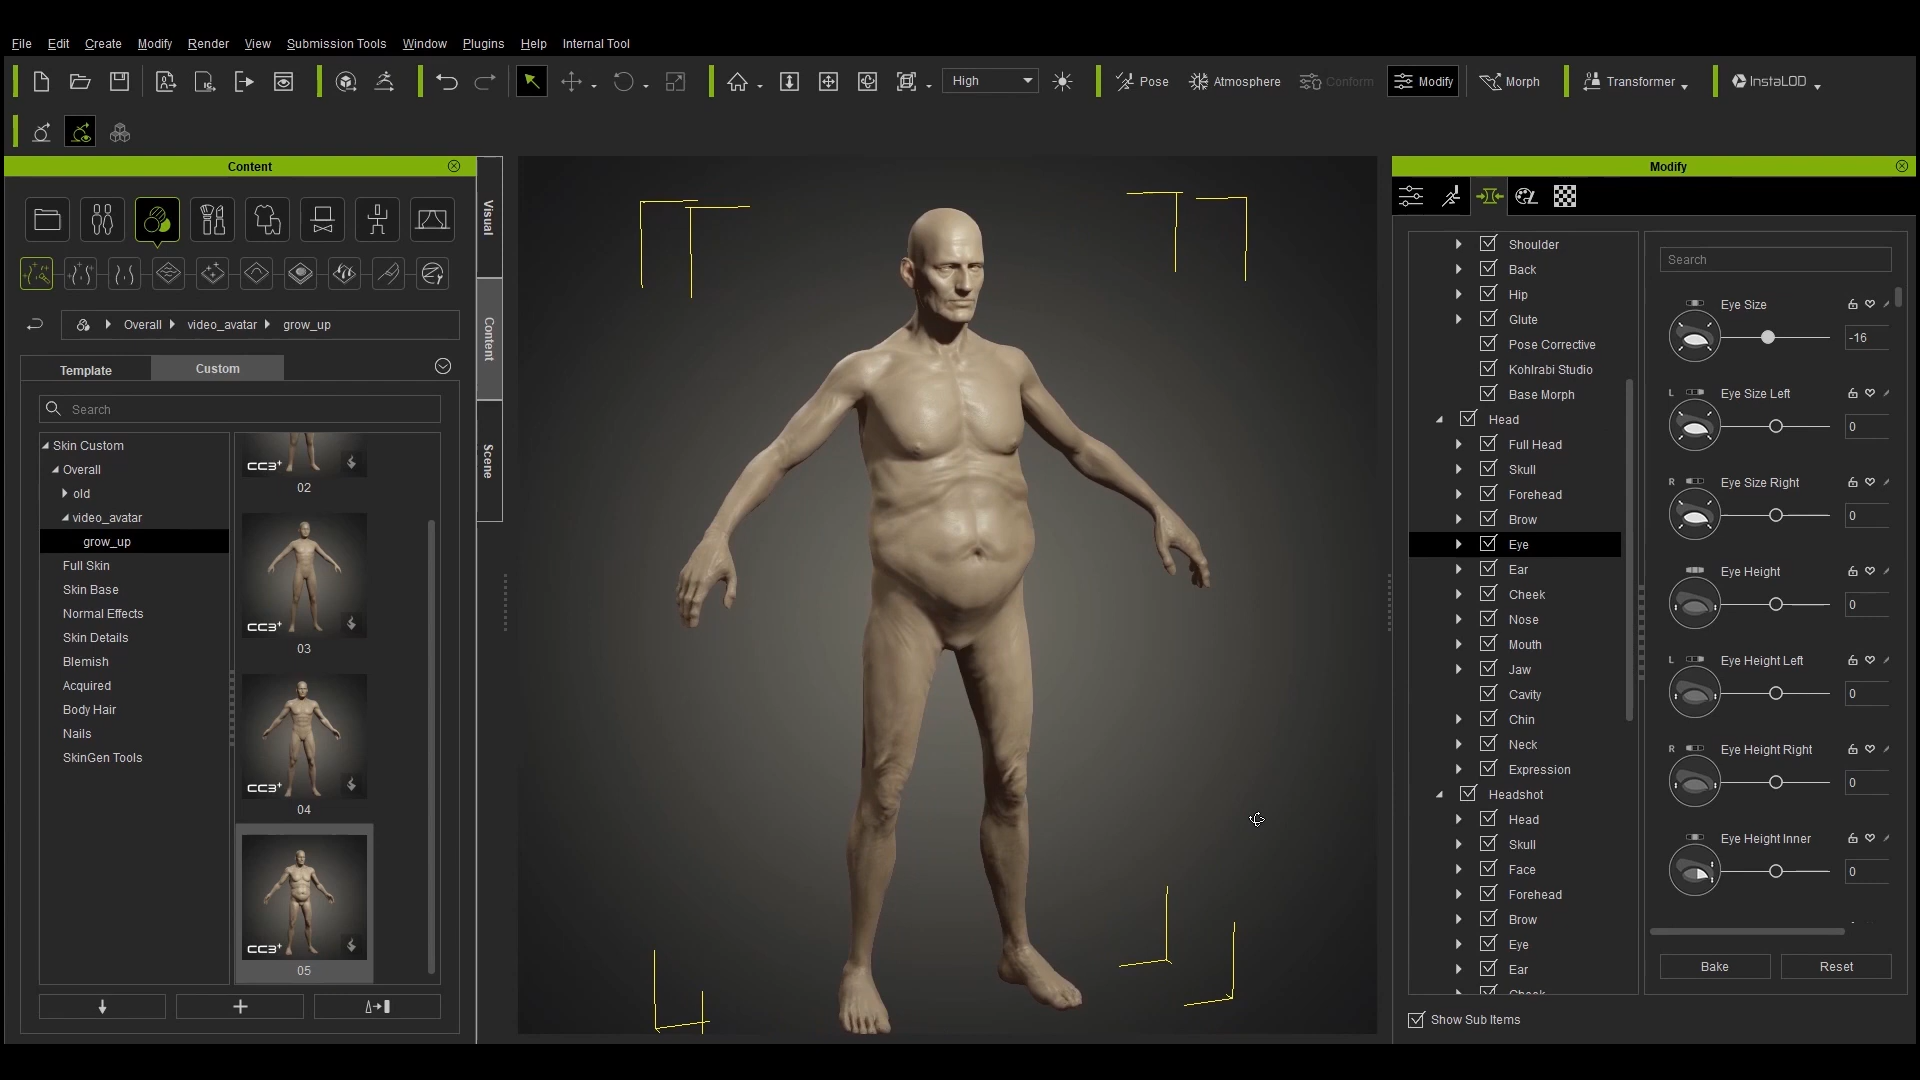 File Edit Create Modify Render View Submission Tools Window Plugins Help Internal Tool
High Pose Atmosphere Conform Modify Morph Transformer InstaLOD
Content
Visual
Content
Scene
Overall video_avatar grow_up
Template Custom
Search
Skin Custom
Overall
old
video_avatar
grow_up
Full Skin
Skin Base
Normal Effects
Skin Details
Blemish
Acquired
Body Hair
Nails
SkinGen Tools
CC3+
02
CC3+
03
CC3+
04
CC3+
05
Modify
Shoulder
Back
Hip
Glute
Pose Corrective
Kohlrabi Studio
Base Morph
Head
Full Head
Skull
Forehead
Brow
Eye
Ear
Cheek
Nose
Mouth
Jaw
Cavity
Chin
Neck
Expression
Headshot
Head
Skull
Face
Forehead
Brow
Eye
Ear
Cheek
Search
Eye Size
-16
L Eye Size Left
0
R Eye Size Right
0
Eye Height
0
L Eye Height Left
0
R Eye Height Right
0
Eye Height Inner
0
Bake Reset
Show Sub Items